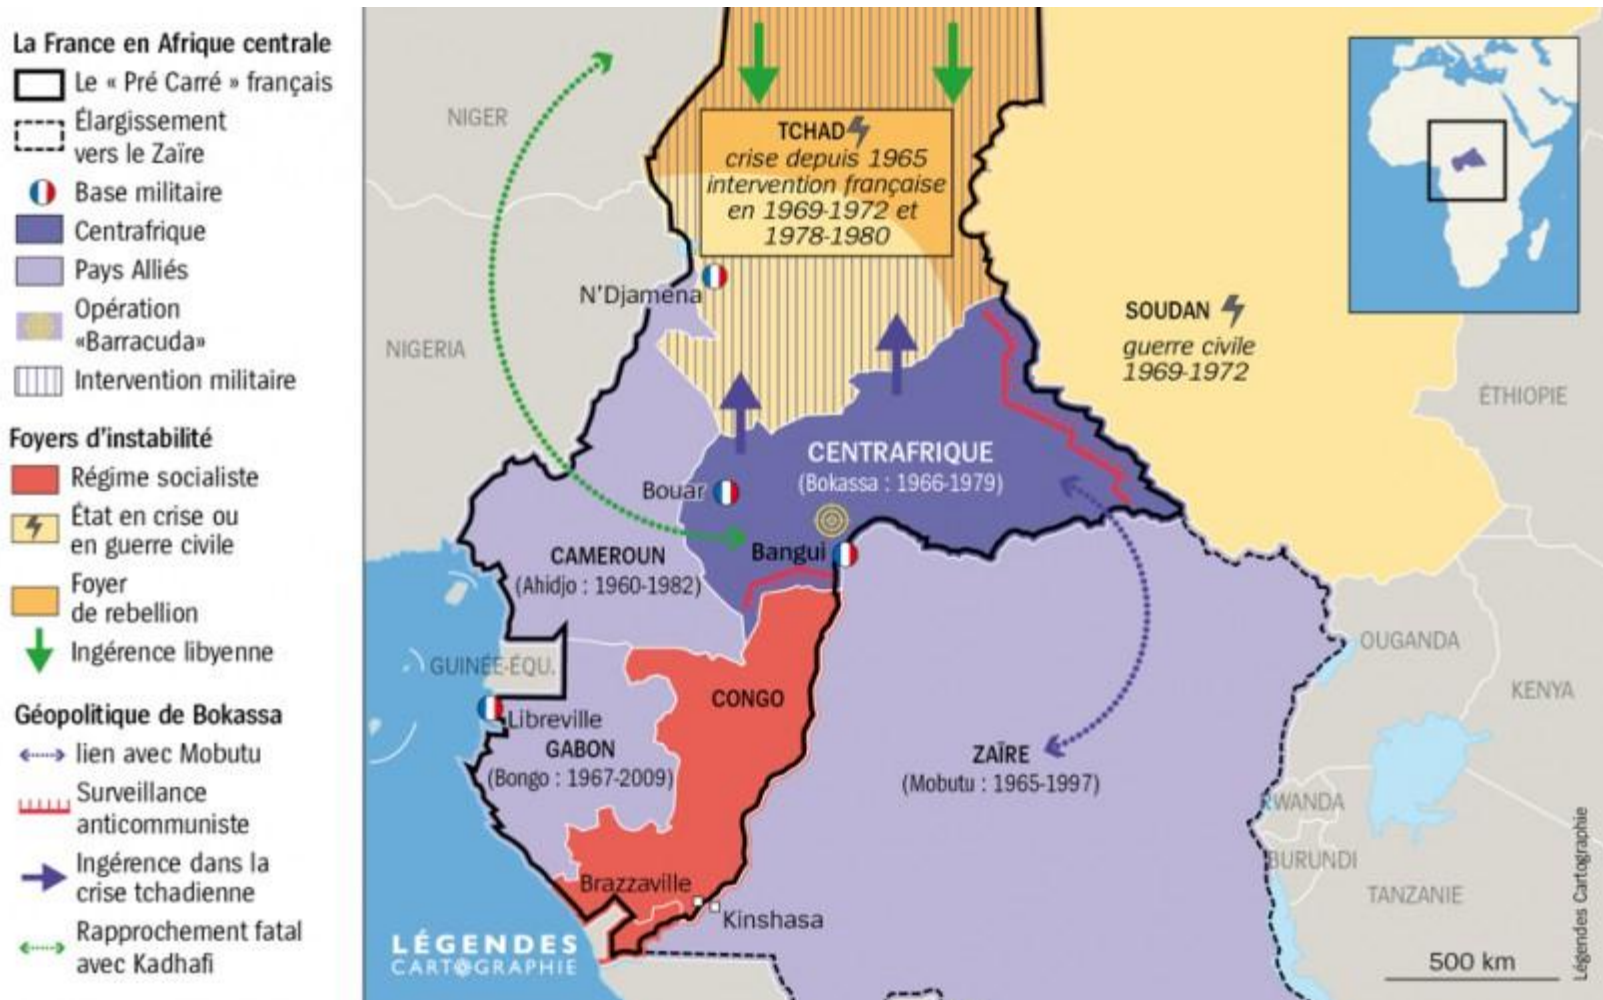 La France en Afrique centrale
Le « Pré Carré » français
Élargissement
vers le Zaïre
Base militaire
Centrafrique
Pays Alliés
Opération
«Barracuda»
Intervention militaire
Foyers d'instabilité
Régime socialiste
État en crise ou
en guerre civile
Foyer
de rebellion
Ingérence libyenne
Géopolitique de Bokassa
lien avec Mobutu
Surveillance
anticommuniste
Ingérence dans la
crise tchadienne
Rapprochement fatal
avec Kadhafi
NIGER
TCHAD
crise depuis 1965
intervention française
en 1969-1972 et
1978-1980
N'Djamena
NIGERIA
SOUDAN
guerre civile
1969-1972
ÉTHIOPIE
CENTRAFRIQUE
(Bokassa : 1966-1979)
Bouar
Bangui
CAMEROUN
(Ahidjo : 1960-1982)
GUINÉE-ÉQU.
OUGANDA
KENYA
CONGO
Libreville
GABON
(Bongo : 1967-2009)
ZAÏRE
(Mobutu : 1965-1997)
RWANDA
BURUNDI
TANZANIE
Brazzaville
Kinshasa
LÉGENDES
CARTOGRAPHIE
500 km
Légendes Cartographie